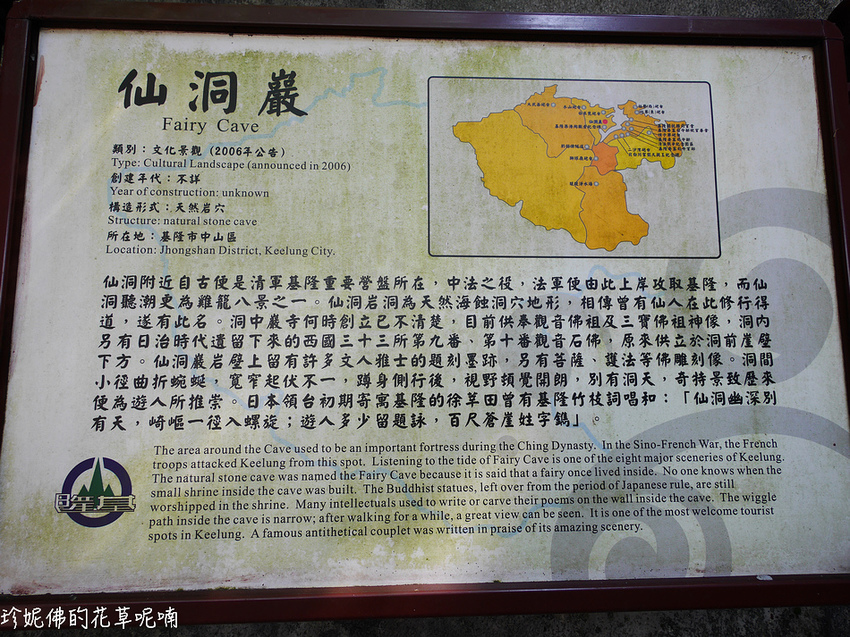 仙洞巖
Fairy Cave
類別：文化景觀（2006年公告）
Type: Cultural Landscape (announced in 2006)
創建年代：不詳
Year of construction: unknown
構造形式：天然岩穴
Structure: natural stone cave
所在地：基隆市中山區
Location: Jhongshan District, Keelung City.
仙洞附近自古便是清軍基隆重要營盤所在，中法之役，法軍便由此上岸攻取基隆，而仙
洞聽潮更為雞籠八景之一。仙洞岩洞為天然海蝕洞穴地形，相傳曾有仙人在此修行得
道，遂有此名。洞中巖寺何時創立已不清楚，目前供奉觀音佛祖及三寶佛祖神像，洞內
另有日治時代遺留下來的西國三十三所第九番、第十番觀音石佛，原來供立於洞前崖壁
下方。仙洞巖岩壁上留有許多文人雅士的題刻墨跡，另有菩薩、護法等佛雕刻像。洞間
小徑曲折蜿蜒，寬窄起伏不一，蹲身側行後，視野頓覺開朗，別有洞天，奇特景致歷來
便為遊人所推崇。日本領台初期寄寓基隆的徐草田曾有基隆竹枝詞唱和：「仙洞幽深別
有天，崎嶇一徑入螺旋；遊人多少留題詠，百尺蒼崖姓字鐫」。
The area around the Cave used to be an important fortress during the Ching Dynasty. In the Sino-French War, the French
troops attacked Keelung from this spot. Listening to the tide of Fairy Cave is one of the eight major sceneries of Keelung.
The natural stone cave was named the Fairy Cave because it is said that a fairy once lived inside. No one knows when the
small shrine inside the cave was built. The Buddhist statues, left over from the period of Japanese rule, are still
worshipped in the shrine. Many intellectuals used to write or carve their poems on the wall inside the cave. The wiggle
path inside the cave is narrow; after walking for a while, a great view can be seen. It is one of the most welcome tourist
spots in Keelung. A famous antithetical couplet was written in praise of its amazing scenery.
珍妮佛的花草呢喃